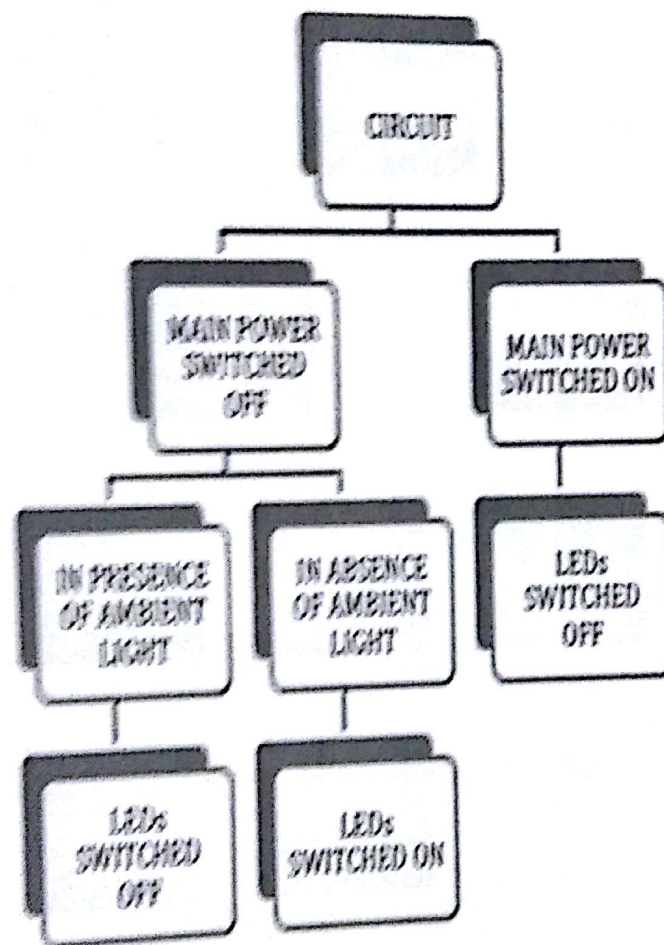 CIRCUIT
MAIN POWER
SWITCHED
OFF
MAIN POWER
SWITCHED ON
IN PRESENCE
OF AMBIENT
LIGHT
IN ABSENCE
OF AMBIENT
LIGHT
LEDs
SWITCHED
OFF
LEDs
SWITCHED
OFF
LEDs
SWITCHED ON